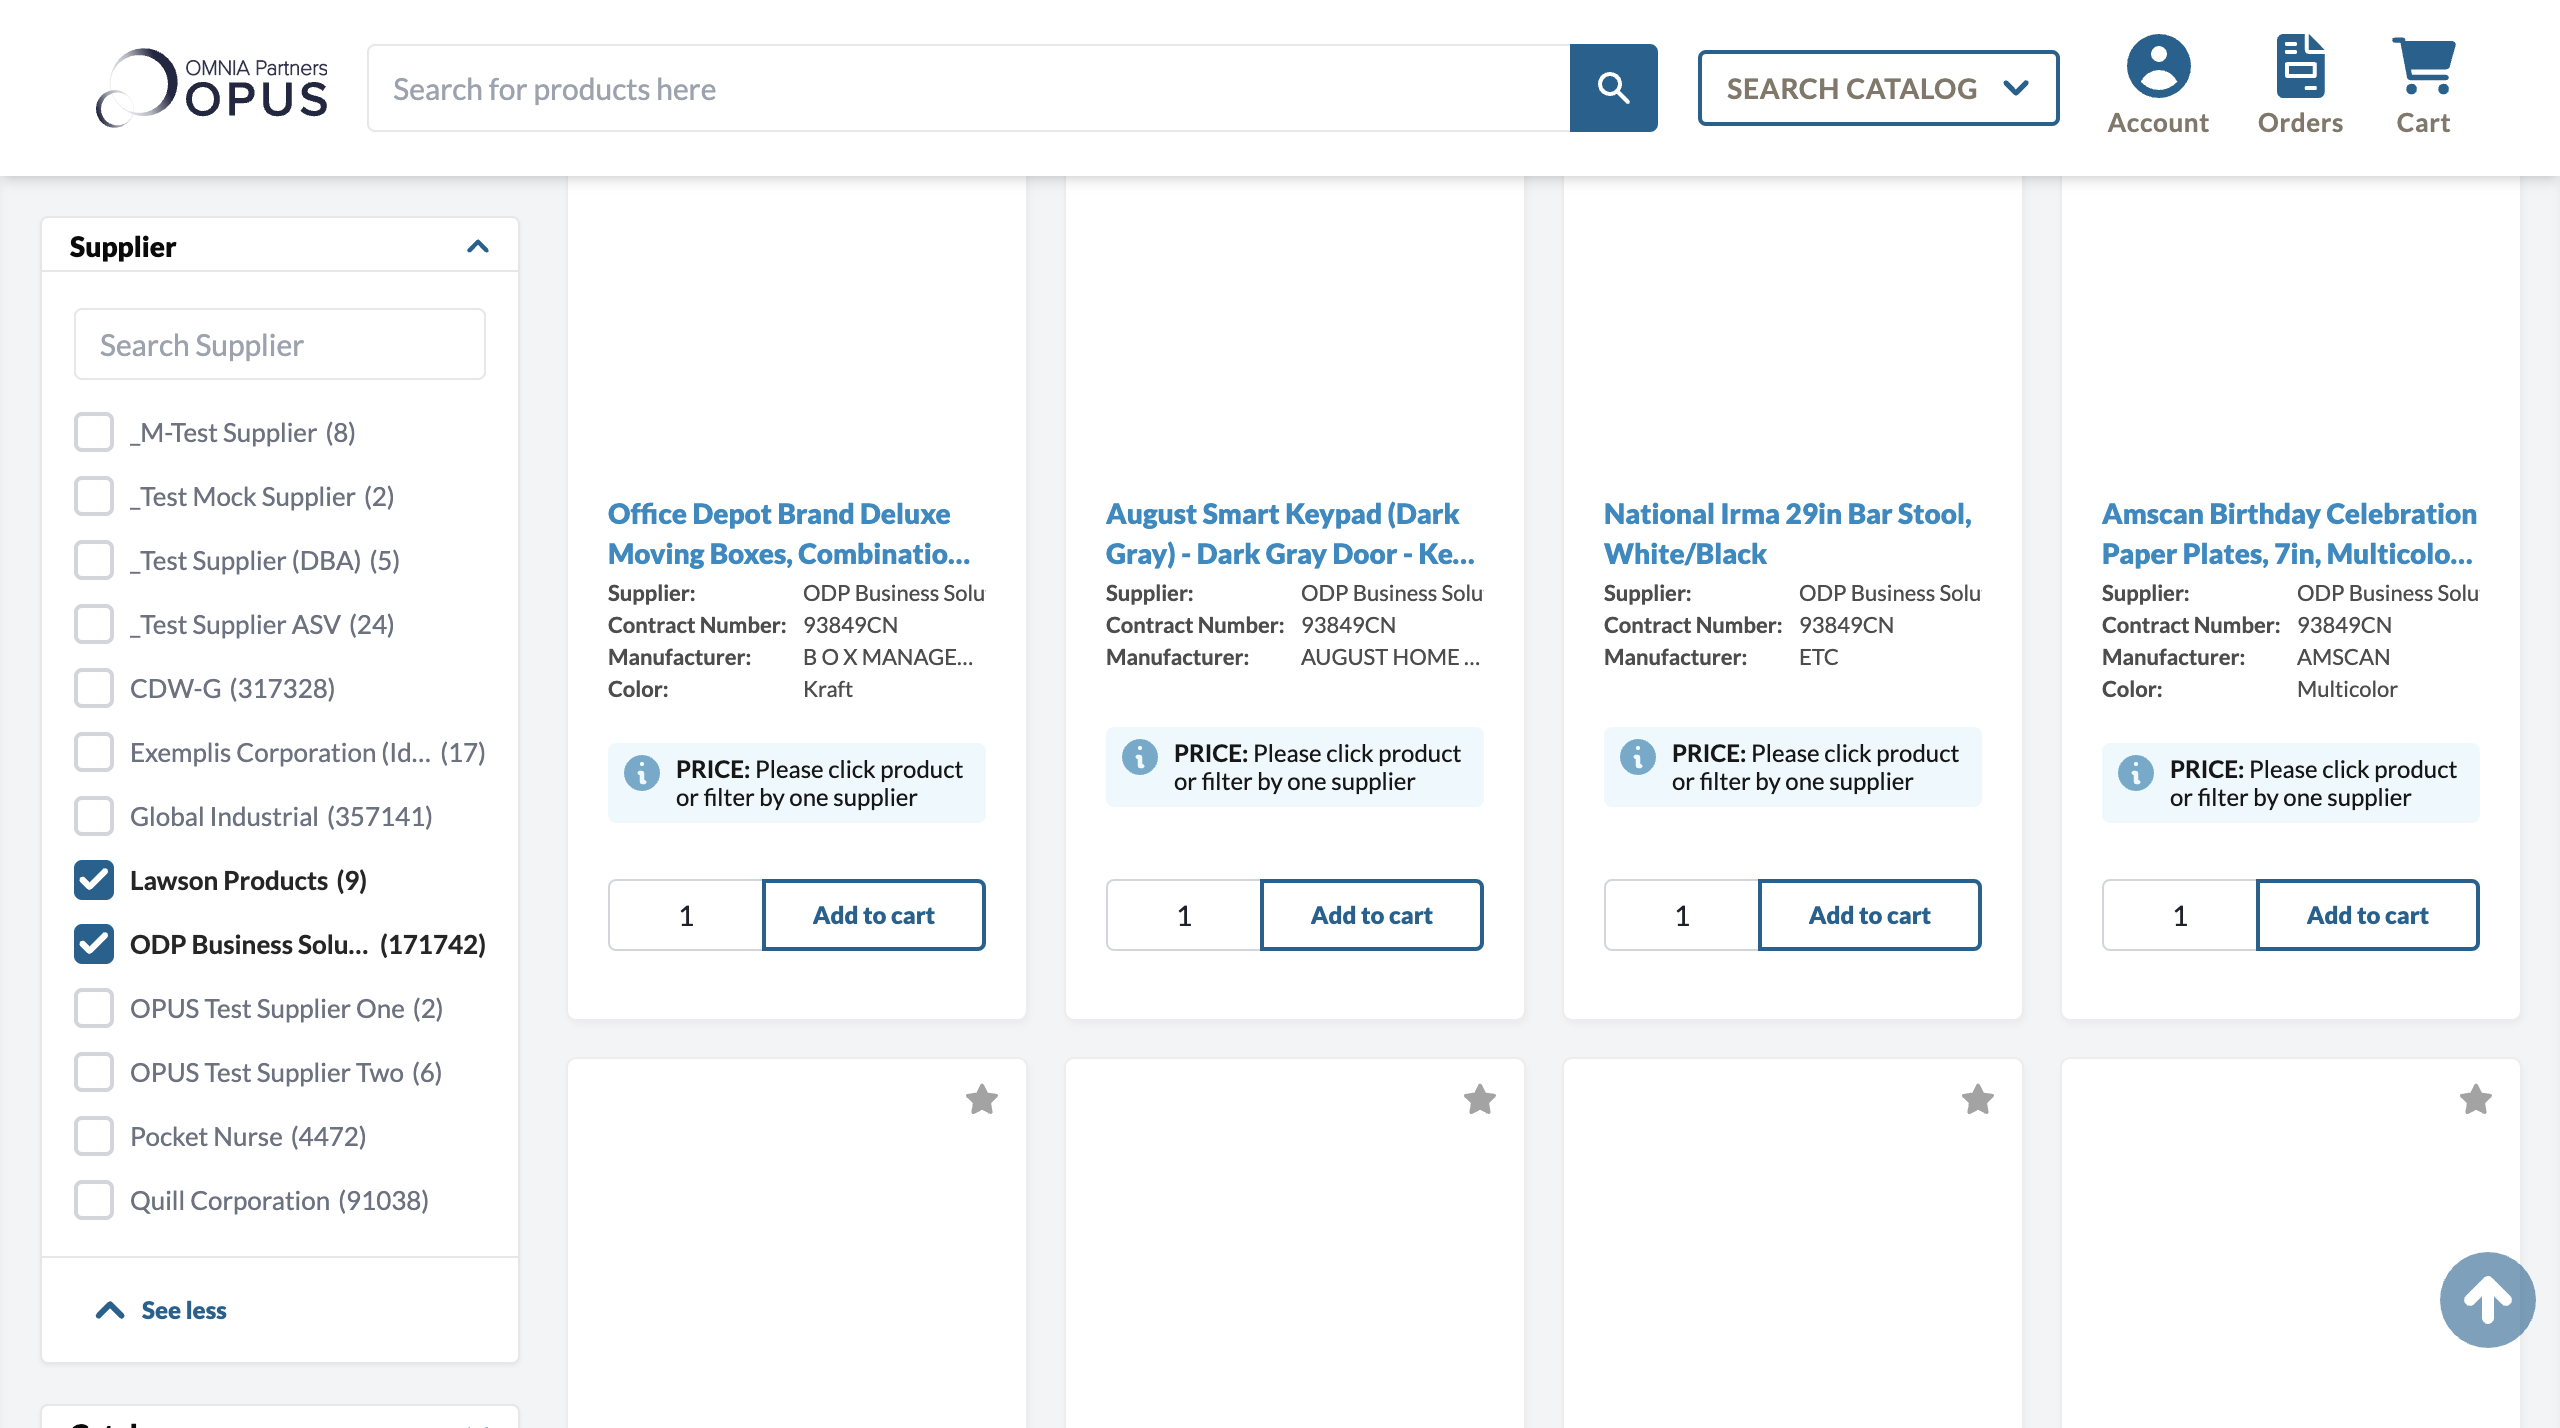 OMNIA Partners
OPUS
Search for products here
SEARCH CATALOG
Account
Orders
Cart
Supplier
Search Supplier
_M-Test Supplier (8)
_Test Mock Supplier (2)
_Test Supplier (DBA) (5)
_Test Supplier ASV (24)
CDW-G (317328)
Exemplis Corporation (Id... (17)
Global Industrial (357141)
Lawson Products (9)
ODP Business Solu... (171742)
OPUS Test Supplier One (2)
OPUS Test Supplier Two (6)
Pocket Nurse (4472)
Quill Corporation (91038)
See less
Office Depot Brand Deluxe
Moving Boxes, Combinatio...
Supplier: ODP Business Solu
Contract Number: 93849CN
Manufacturer: B O X MANAGE...
Color: Kraft
PRICE: Please click product
or filter by one supplier
1 Add to cart
August Smart Keypad (Dark
Gray) - Dark Gray Door - Ke...
Supplier: ODP Business Solu
Contract Number: 93849CN
Manufacturer: AUGUST HOME ...
PRICE: Please click product
or filter by one supplier
1 Add to cart
National Irma 29in Bar Stool,
White/Black
Supplier: ODP Business Solu
Contract Number: 93849CN
Manufacturer: ETC
PRICE: Please click product
or filter by one supplier
1 Add to cart
Amscan Birthday Celebration
Paper Plates, 7in, Multicolo...
Supplier: ODP Business Solu
Contract Number: 93849CN
Manufacturer: AMSCAN
Color: Multicolor
PRICE: Please click product
or filter by one supplier
1 Add to cart